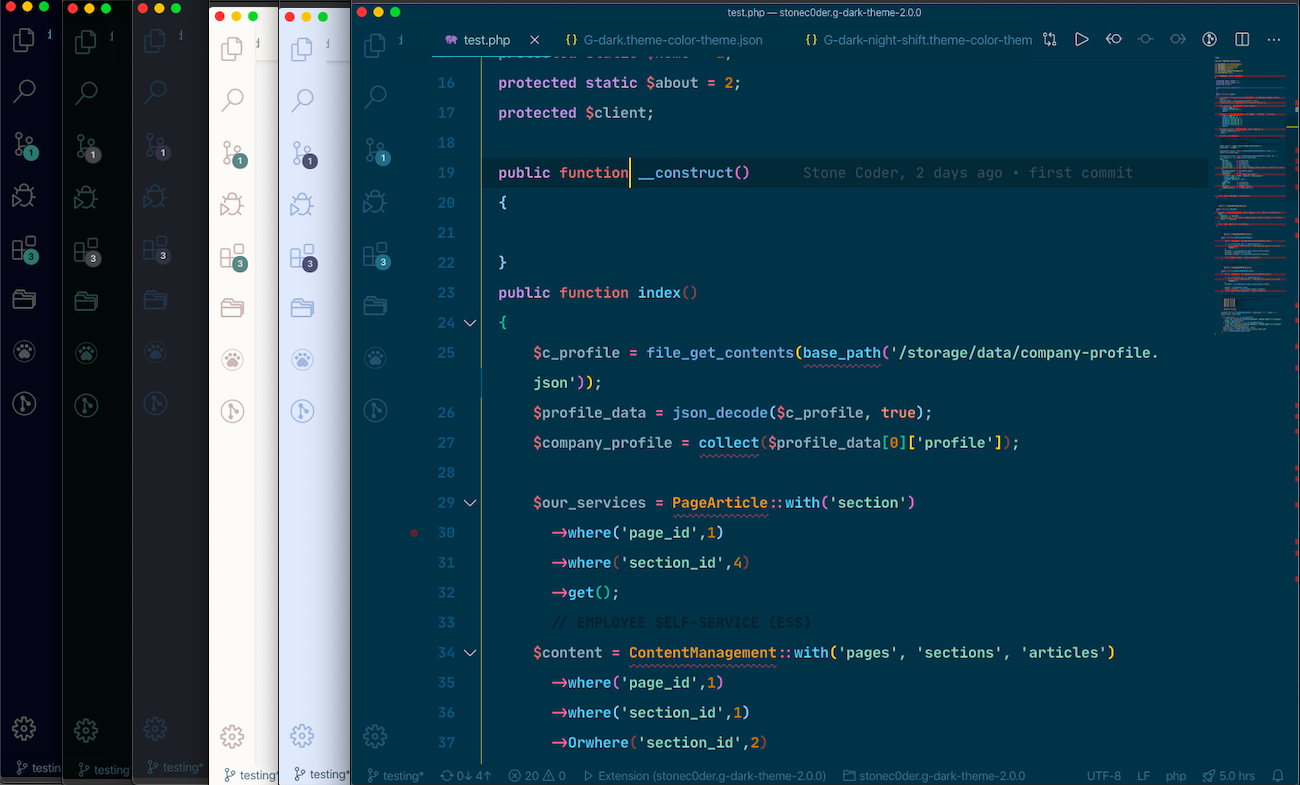 test.php — stonec0der.g-dark-theme-2.0.0
test.php
{} G-dark.theme-color-theme.json
{} G-dark-night-shift.theme-color-them
16 protected static $about = 2;
17 protected $client;
18
19 public function __construct() Stone Coder, 2 days ago • first commit
20 {
21
22 }
23 public function index()
24 {
25 $c_profile = file_get_contents(base_path('/storage/data/company-profile.
json'));
26 $profile_data = json_decode($c_profile, true);
27 $company_profile = collect($profile_data[0]['profile']);
28
29 $our_services = PageArticle::with('section')
30 ->where('page_id',1)
31 ->where('section_id',4)
32 ->get();
33 // EMPLOYEE SELF-SERVICE (ESS)
34 $content = ContentManagement::with('pages', 'sections', 'articles')
35 ->where('page_id',1)
36 ->where('section_id',1)
37 ->Orwhere('section_id',2)
1 1 1 1 1 1
3 3 3 3 3 3
testin
testing
testing*
testing*
testing*
testing* 0↓ 4↑ 20 0 Extension (stonec0der.g-dark-theme-2.0.0) stonec0der.g-dark-theme-2.0.0 UTF-8 LF php 5.0 hrs